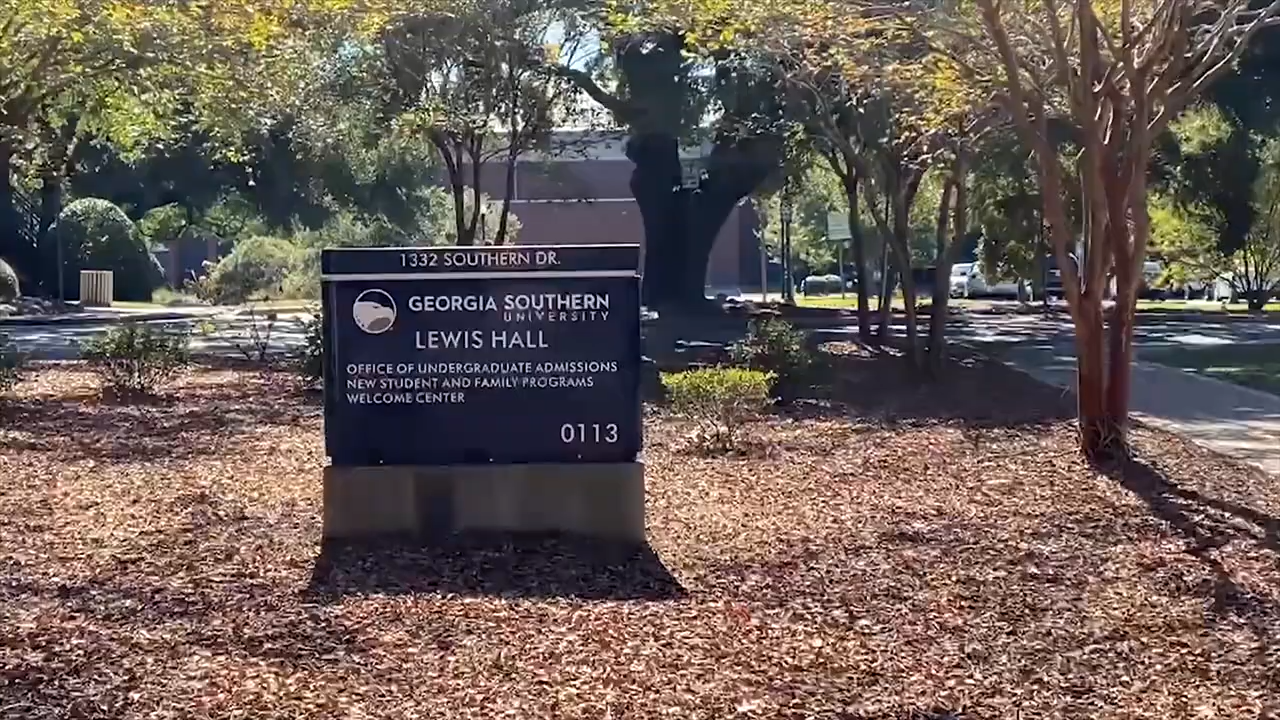 1332 SOUTHERN DR.
GEORGIA SOUTHERN
UNIVERSITY
LEWIS HALL
OFFICE OF UNDERGRADUATE ADMISSIONS
NEW STUDENT AND FAMILY PROGRAMS
WELCOME CENTER
0113